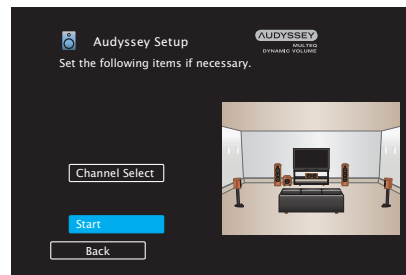 Audyssey Setup
AUDYSSEY
MULTEQ
DYNAMIC VOLUME
Set the following items if necessary.
Channel Select
Start
Back